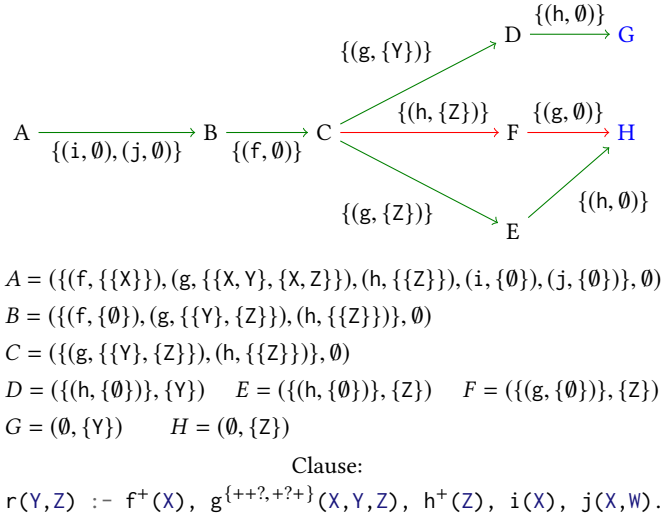 {(h, ∅)}
D G
{(g, {Y})}
{(h, {Z})} {(g, ∅)}
A B C F H
{(i, ∅), (j, ∅)} {(f, ∅)}
{(g, {Z})} {(h, ∅)}
E
A = ({(f, {{X}}), (g, {{X, Y}, {X, Z}}), (h, {{Z}}), (i, {∅}), (j, {∅})}, ∅)
B = ({(f, {∅}), (g, {{Y}, {Z}}), (h, {{Z}})}, ∅)
C = ({(g, {{Y}, {Z}}), (h, {{Z}})}, ∅)
D = ({(h, {∅})}, {Y}) E = ({(h, {∅})}, {Z}) F = ({(g, {∅})}, {Z})
G = (∅, {Y}) H = (∅, {Z})
Clause:
r(Y,Z) :- f⁺(X), g{++?,+?+}(X,Y,Z), h⁺(Z), i(X), j(X,W).